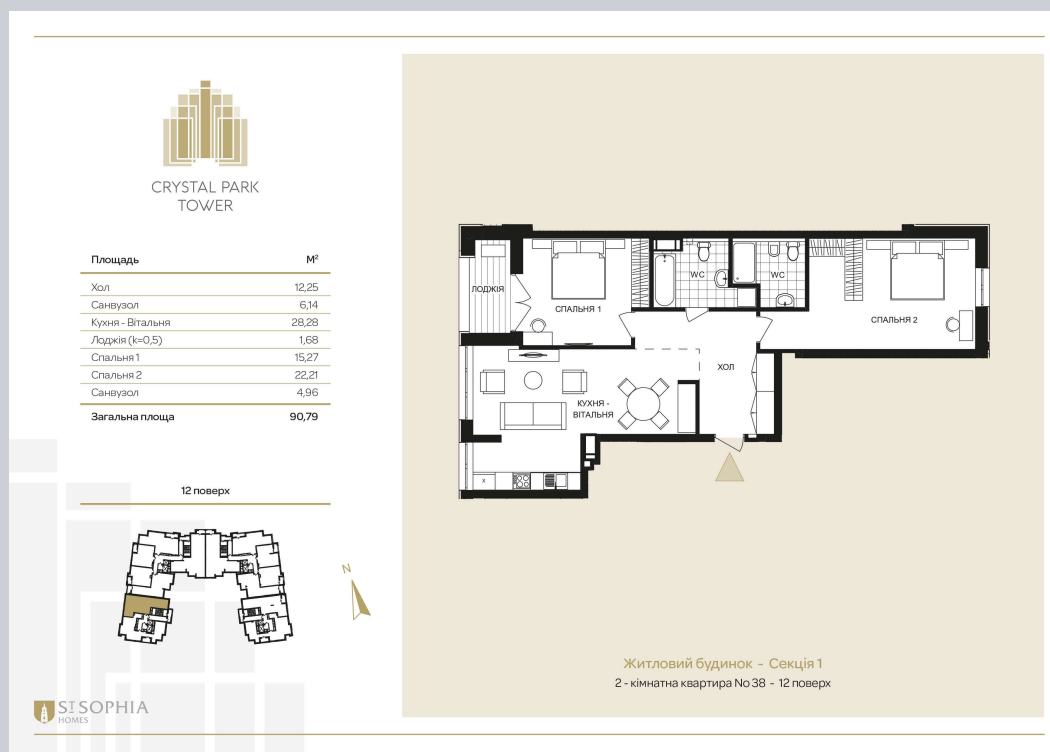 CRYSTAL PARK
TOWER
Площадь М²
Хол 12,25
Санвузол 6,14
Кухня - Вітальня 28,28
Лоджія (k=0,5) 1,68
Спальня 1 15,27
Спальня 2 22,21
Санвузол 4,96
Загальна площа 90,79
12 поверх
N
ST SOPHIA
HOMES
ЛОДЖІЯ
СПАЛЬНЯ 1
WC
WC
СПАЛЬНЯ 2
ХОЛ
КУХНЯ -
ВІТАЛЬНЯ
X
Житловий будинок - Секція 1
2 - кімнатна квартира No 38 - 12 поверх